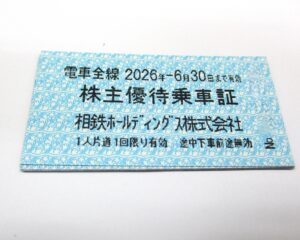 電車全線 2026年-6月30日まで有効
株主優待乗車証
相鉄ホールディングス株式会社
1人片道1回限り有効 途中下車前途無効